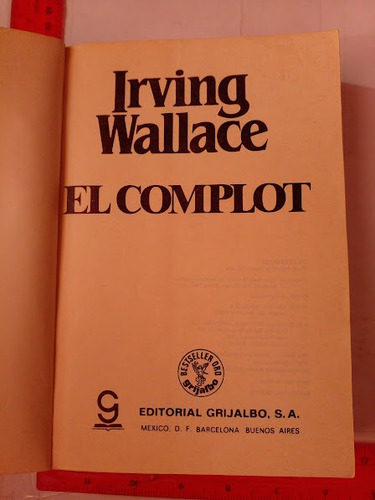 Irving
Wallace
EL COMPLOT
BESTSELLER ORO
grijalbo
EDITORIAL GRIJALBO, S. A.
MEXICO, D. F. BARCELONA BUENOS AIRES